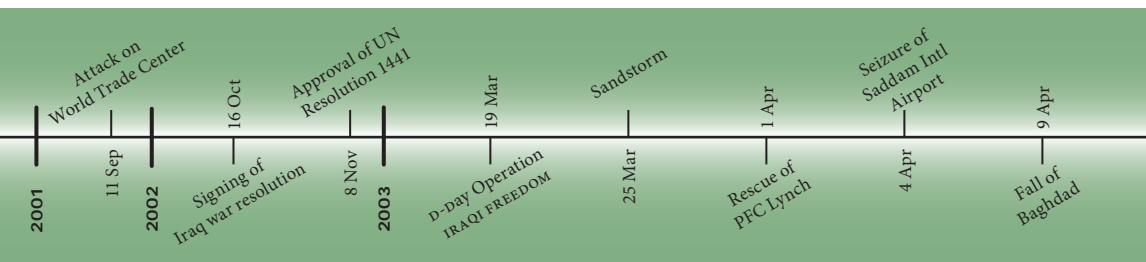 2001
Attack on
World Trade Center
11 Sep
2002
16 Oct
Signing of
Iraq war resolution
Approval of UN
Resolution 1441
8 Nov
2003
19 Mar
D-Day Operation
IRAQI FREEDOM
Sandstorm
25 Mar
1 Apr
Rescue of
PFC Lynch
Seizure of
Saddam Intl
Airport
4 Apr
9 Apr
Fall of
Baghdad